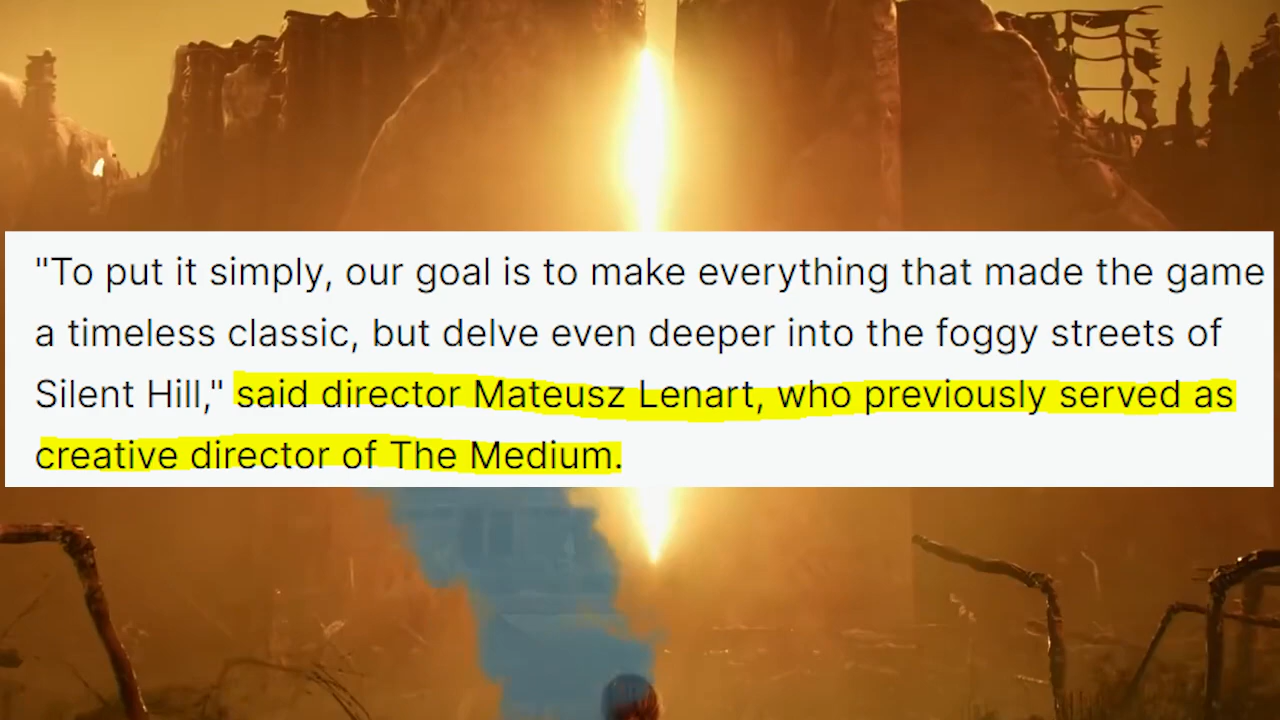 "To put it simply, our goal is to make everything that made the game
a timeless classic, but delve even deeper into the foggy streets of
Silent Hill," said director Mateusz Lenart, who previously served as
creative director of The Medium.